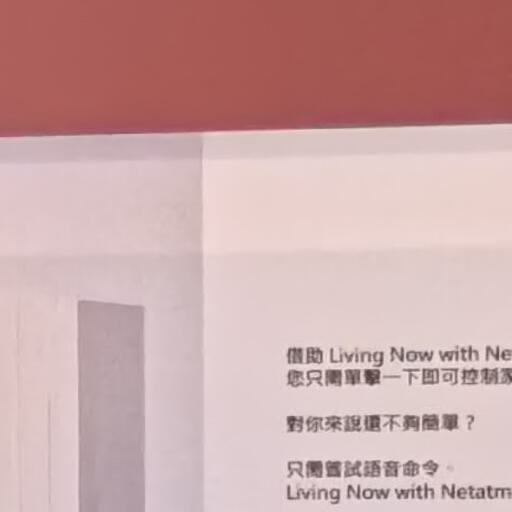 借助 Living Now with Ne
您只需單擊一下即可控制家
對你來說還不夠簡單？
只需嘗試語音命令。
Living Now with Netatm